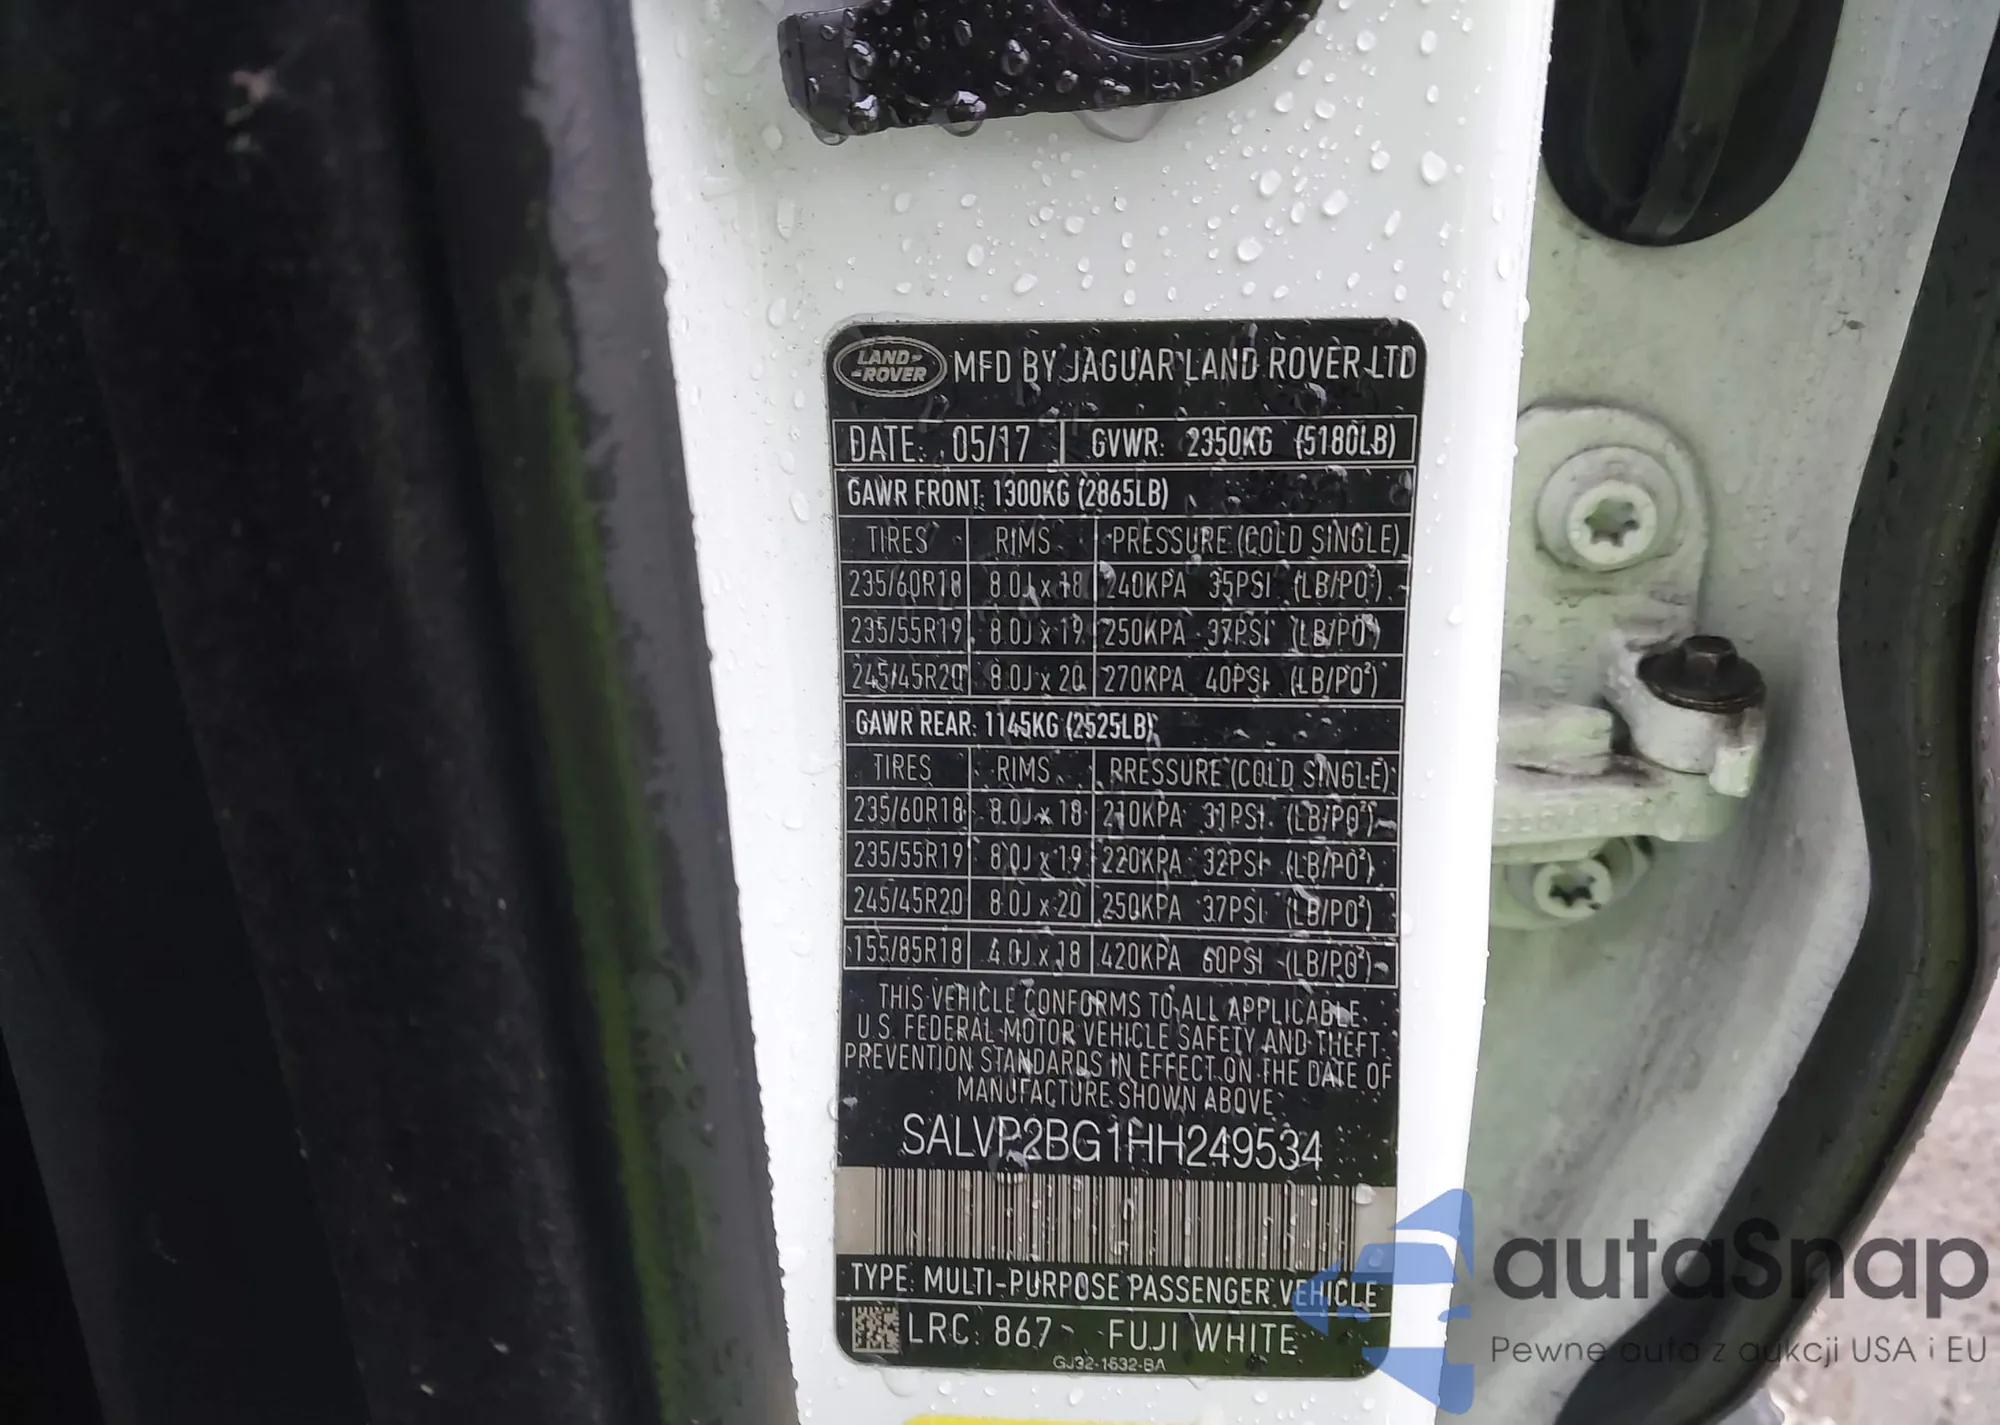 LAND-
-ROVER
MFD BY JAGUAR LAND ROVER LTD
DATE: 05/17 GVWR: 2350KG (5180LB)
GAWR FRONT: 1300KG (2865LB)
TIRES RIMS PRESSURE (COLD SINGLE)
235/60R18 8.0J x 18 240KPA 35PSI (LB/PO²)
235/55R19 8.0J x 19 250KPA 37PSI (LB/PO²)
245/45R20 8.0J x 20 270KPA 40PSI (LB/PO²)
GAWR REAR: 1145KG (2525LB)
TIRES RIMS PRESSURE (COLD SINGLE)
235/60R18 8.0J x 18 210KPA 31PSI (LB/PO²)
235/55R19 8.0J x 19 220KPA 32PSI (LB/PO²)
245/45R20 8.0J x 20 250KPA 37PSI (LB/PO²)
155/85R18 4.0J x 18 420KPA 60PSI (LB/PO²)
THIS VEHICLE CONFORMS TO ALL APPLICABLE
U.S. FEDERAL MOTOR VEHICLE SAFETY AND THEFT
PREVENTION STANDARDS IN EFFECT ON THE DATE OF
MANUFACTURE SHOWN ABOVE
SALVP2BG1HH249534
TYPE: MULTI-PURPOSE PASSENGER VEHICLE
LRC: 867 FUJI WHITE
GJ32-1532-BA
autaSnap
Pewne auta z aukcji USA i EU